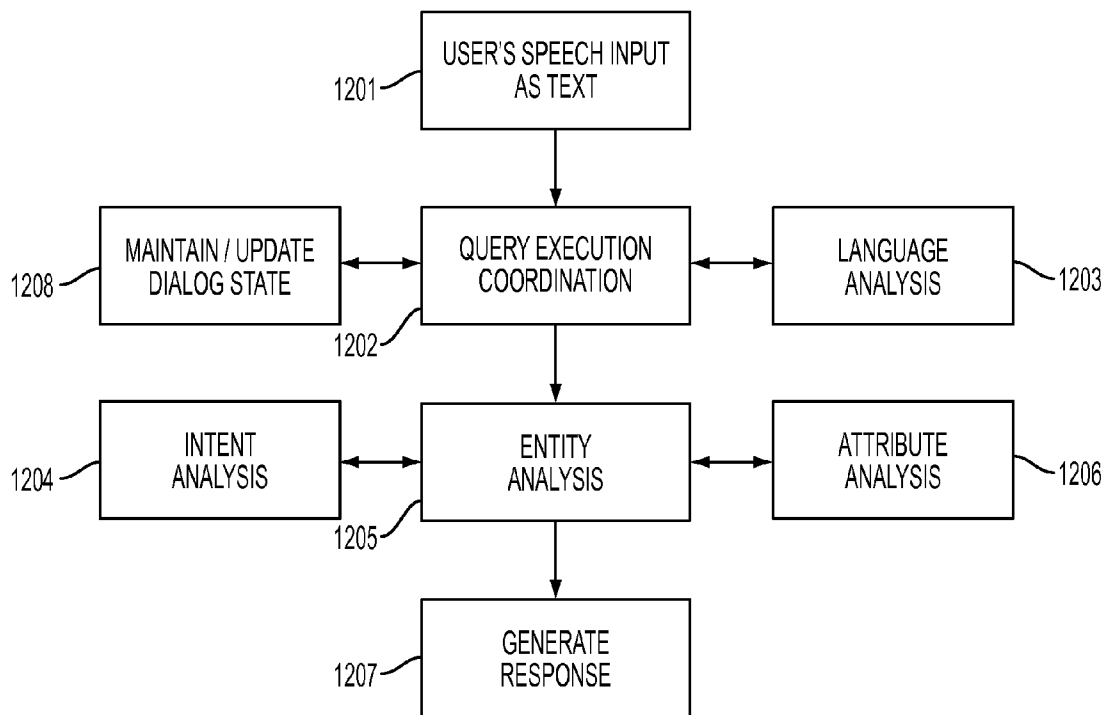 USER'S SPEECH INPUT
AS TEXT
1201
MAINTAIN / UPDATE
DIALOG STATE
1208
QUERY EXECUTION
COORDINATION
1202
LANGUAGE
ANALYSIS
1203
INTENT
ANALYSIS
1204
ENTITY
ANALYSIS
1205
ATTRIBUTE
ANALYSIS
1206
GENERATE
RESPONSE
1207